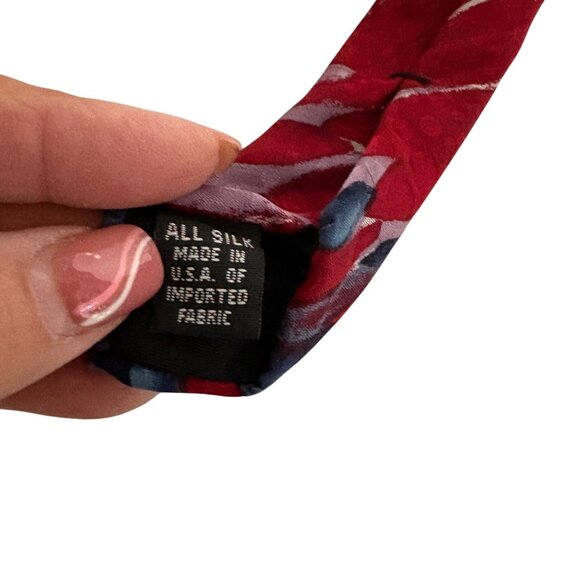 ALL SILK
MADE IN
U.S.A. OF
IMPORTED
FABRIC